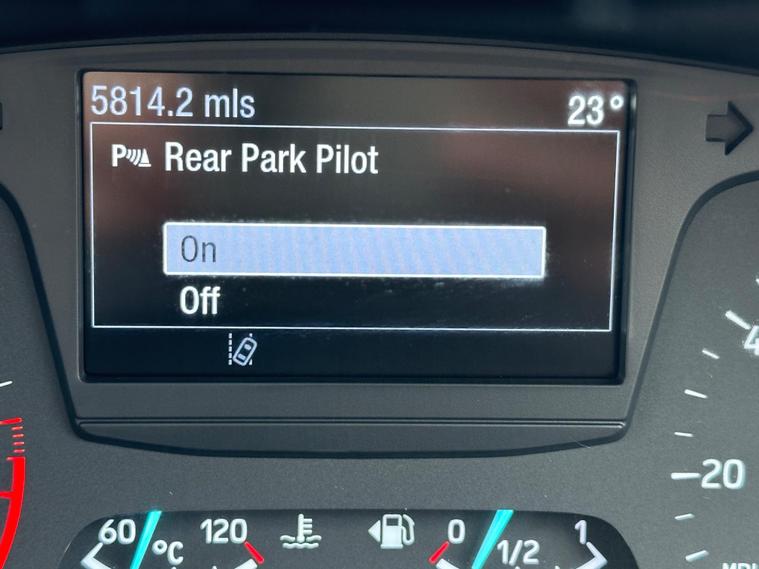 5814.2 mls 23°
P Rear Park Pilot
On
Off
20
60 °C 120 0 1/2 1